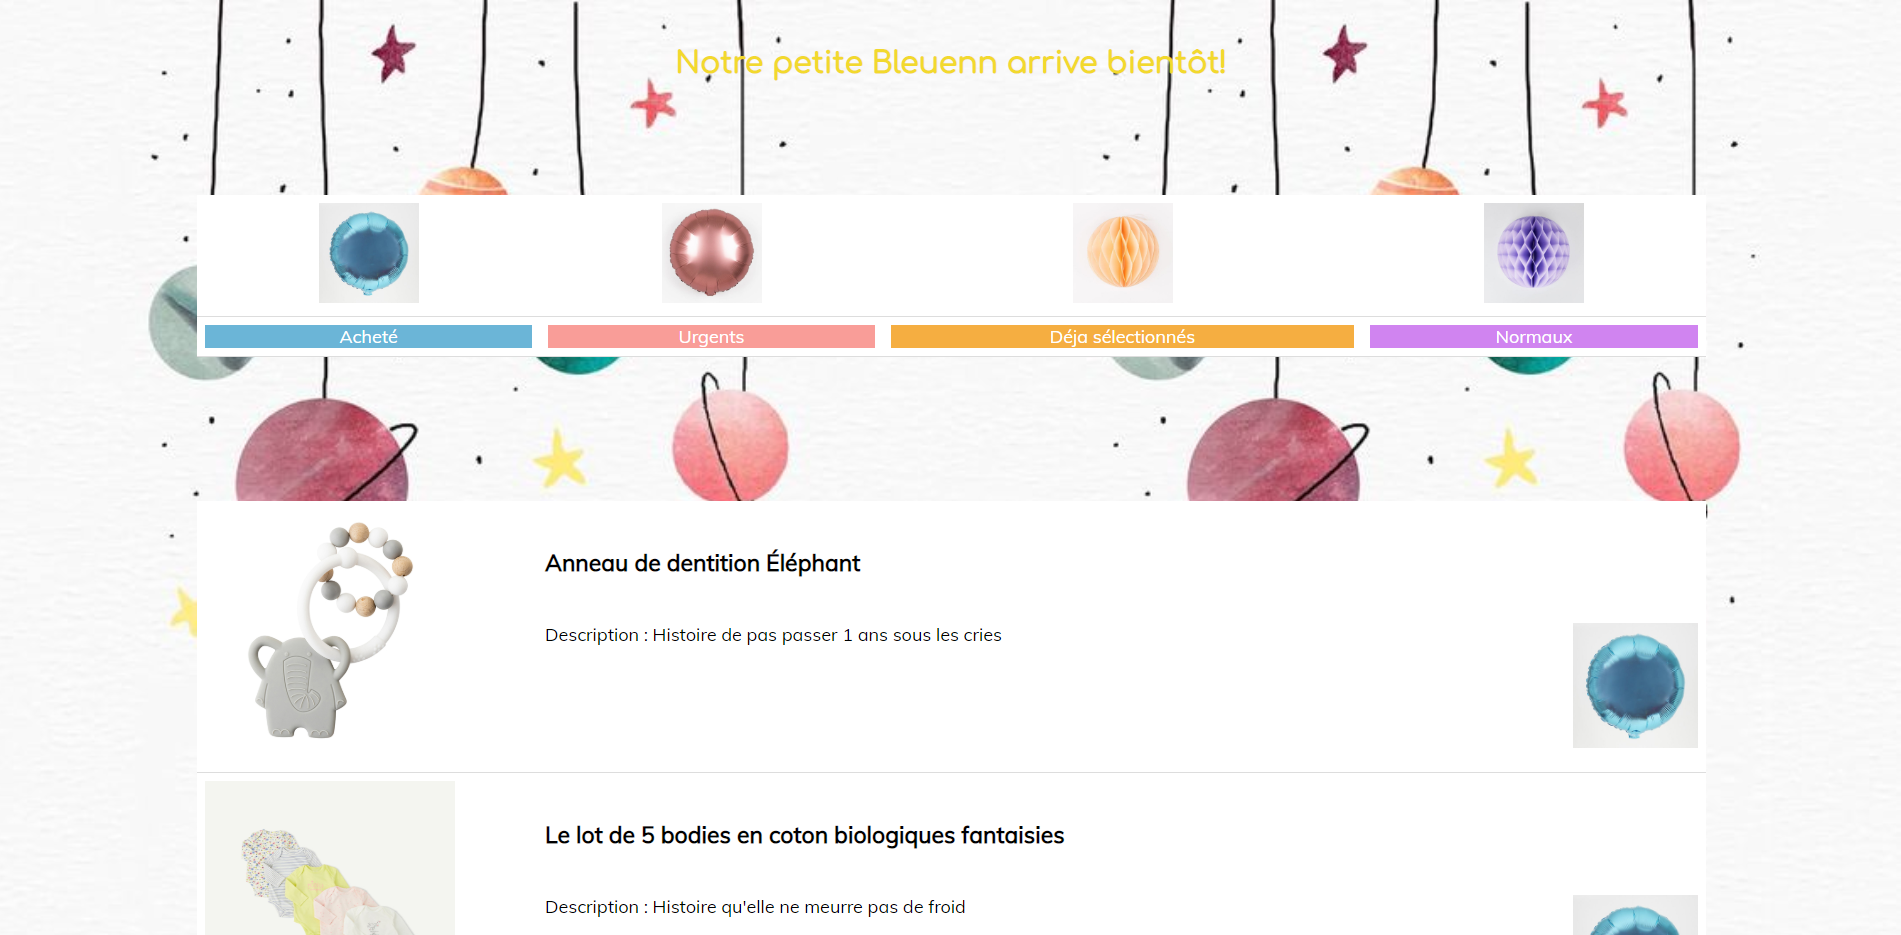 Notre petite Bleuenn arrive bientôt!
Acheté Urgents Déja sélectionnés Normaux
Anneau de dentition Éléphant
Description : Histoire de pas passer 1 ans sous les cries
Le lot de 5 bodies en coton biologiques fantaisies
Description : Histoire qu'elle ne meurre pas de froid